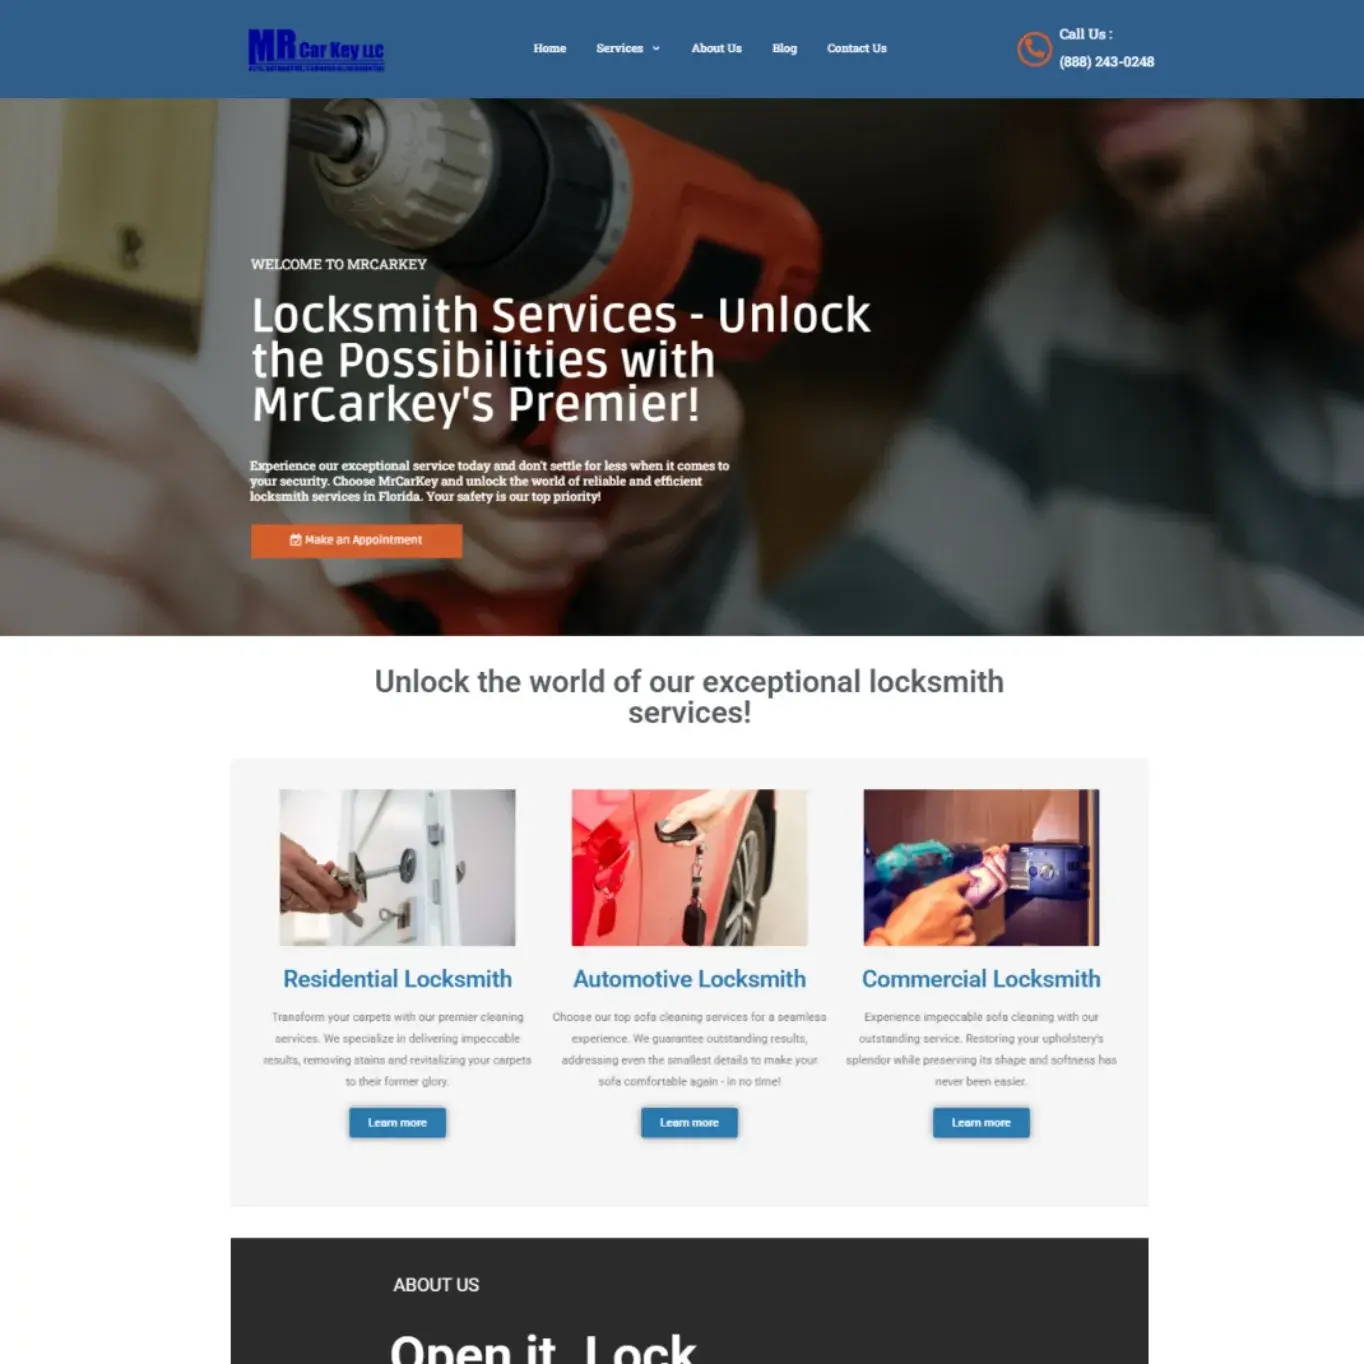 MR Car Key LLC
Home
Services
About Us
Blog
Contact Us
Call Us :
(888) 243-0248
WELCOME TO MRCARKEY
Locksmith Services - Unlock
the Possibilities with
MrCarkey's Premier!
Experience our exceptional service today and don't settle for less when it comes to
your security. Choose MrCarKey and unlock the world of reliable and efficient
locksmith services in Florida. Your safety is our top priority!
Make an Appointment
Unlock the world of our exceptional locksmith
services!
Residential Locksmith
Transform your carpets with our premier cleaning
services. We specialize in delivering impeccable
results, removing stains and revitalizing your carpets
to their former glory.
Learn more
Automotive Locksmith
Choose our top sofa cleaning services for a seamless
experience. We guarantee outstanding results,
addressing even the smallest details to make your
sofa comfortable again - in no time!
Learn more
Commercial Locksmith
Experience impeccable sofa cleaning with our
outstanding service. Restoring your upholstery's
splendor while preserving its shape and softness has
never been easier.
Learn more
ABOUT US
Open it, Lock